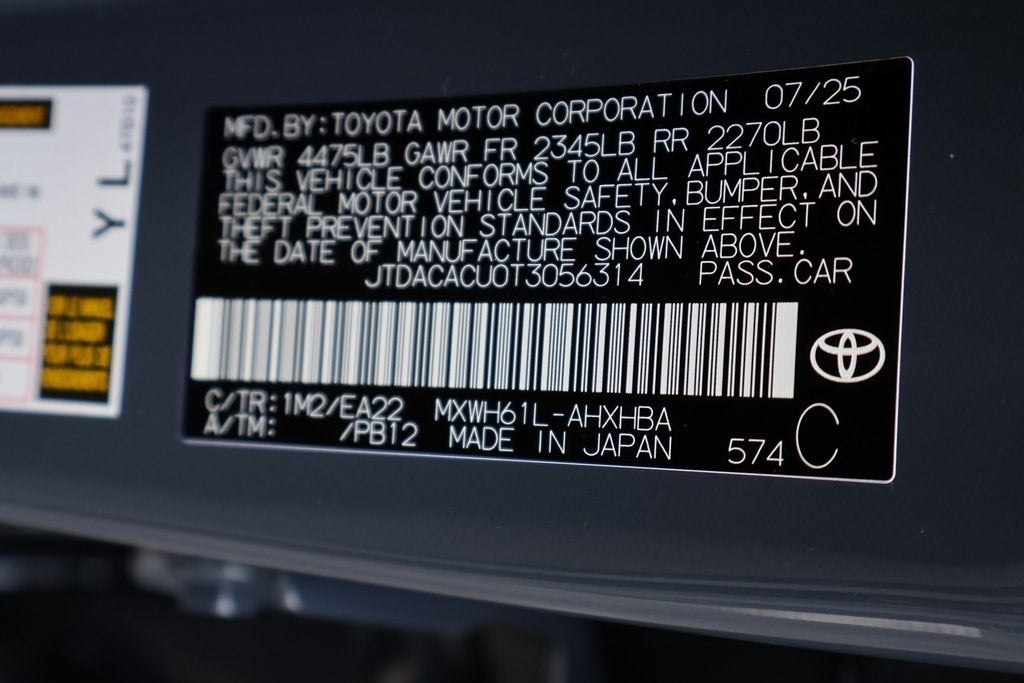 MFD.BY:TOYOTA MOTOR CORPORATION 07/25
GVWR 4475LB GAWR FR 2345LB RR 2270LB
THIS VEHICLE CONFORMS TO ALL APPLICABLE
FEDERAL MOTOR VEHICLE SAFETY,BUMPER,AND
THEFT PREVENTION STANDARDS IN EFFECT ON
THE DATE OF MANUFACTURE SHOWN ABOVE.
JTDACACU0T3056314 PASS.CAR
C/TR:1M2/EA22 MXWH61L-AHXHBA
A/TM: /PB12 MADE IN JAPAN 574 C
YL